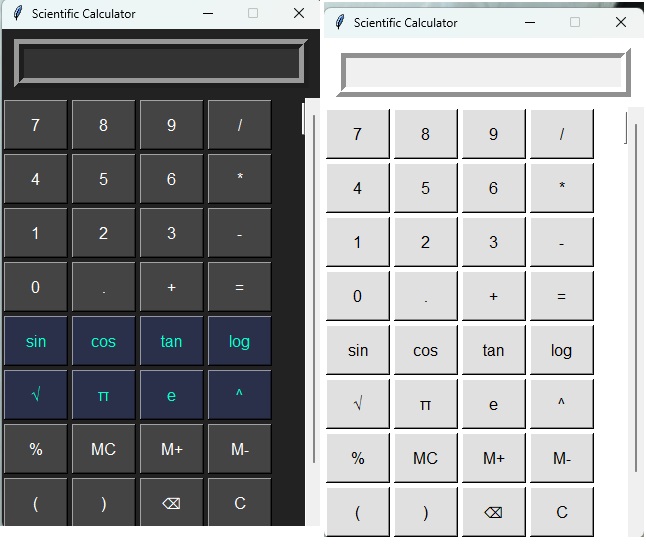 Scientific Calculator
7 8 9 /
4 5 6 *
1 2 3 -
0 . + =
sin cos tan log
√ π e ^
% MC M+ M-
( ) ⌫ C
Scientific Calculator
7 8 9 /
4 5 6 *
1 2 3 -
0 . + =
sin cos tan log
√ π e ^
% MC M+ M-
( ) ⌫ C